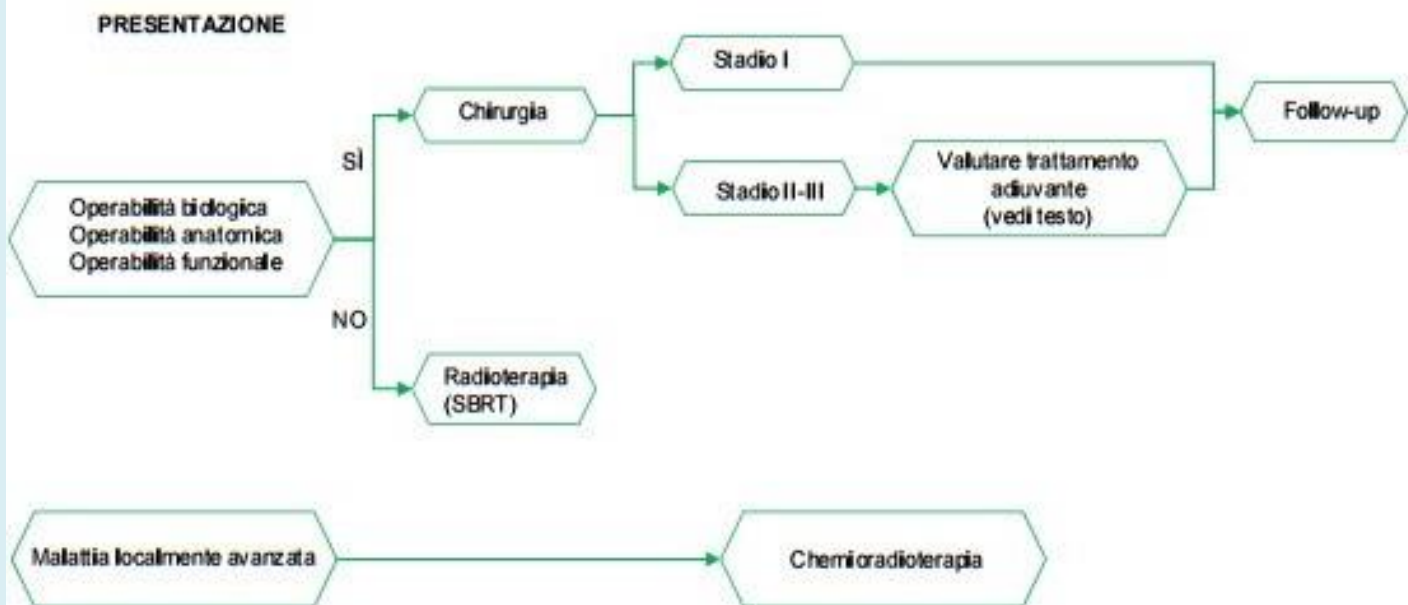 PRESENTAZIONE
Operabilità biologica
Operabilità anatomica
Operabilità funzionale
SÌ
NO
Chirurgia
Radioterapia
(SBRT)
Stadio I
Stadio II-III
Valutare trattamento
adiuvante
(vedi testo)
Follow-up
Malattia localmente avanzata
Chemioradioterapia